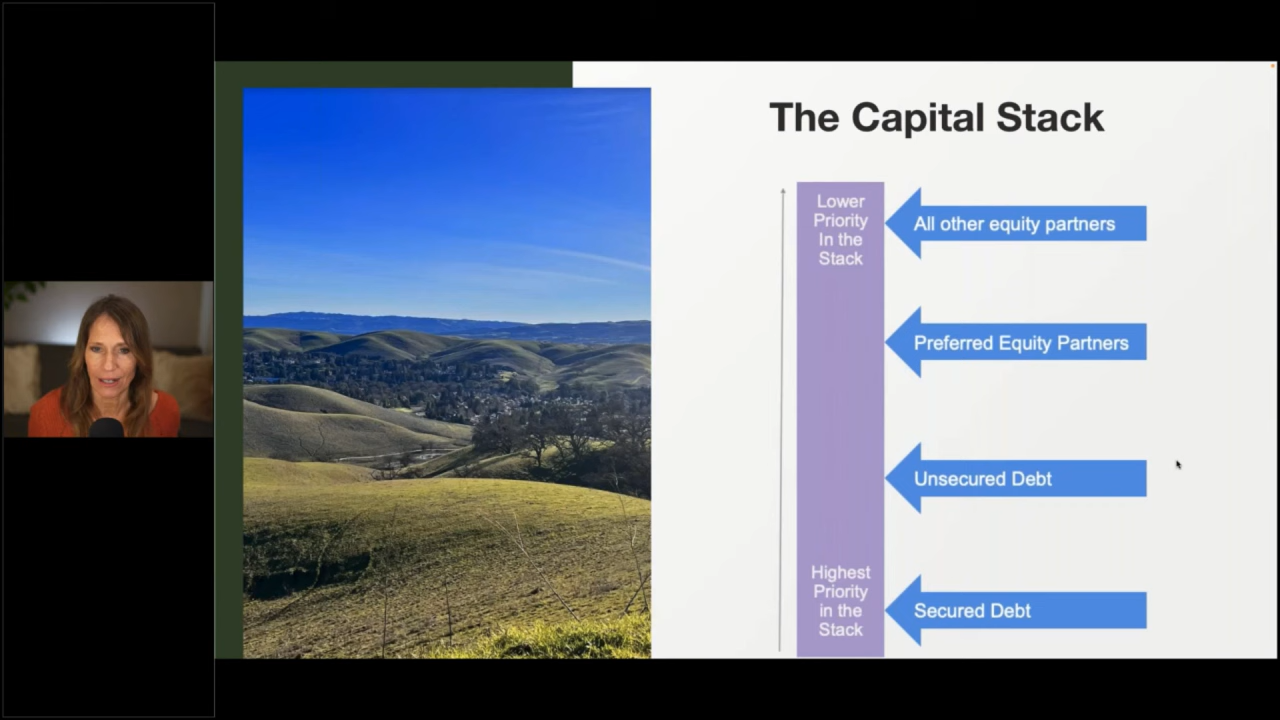 The Capital Stack
Lower
Priority
In the
Stack
All other equity partners
Preferred Equity Partners
Unsecured Debt
Highest
Priority
in the
Stack
Secured Debt